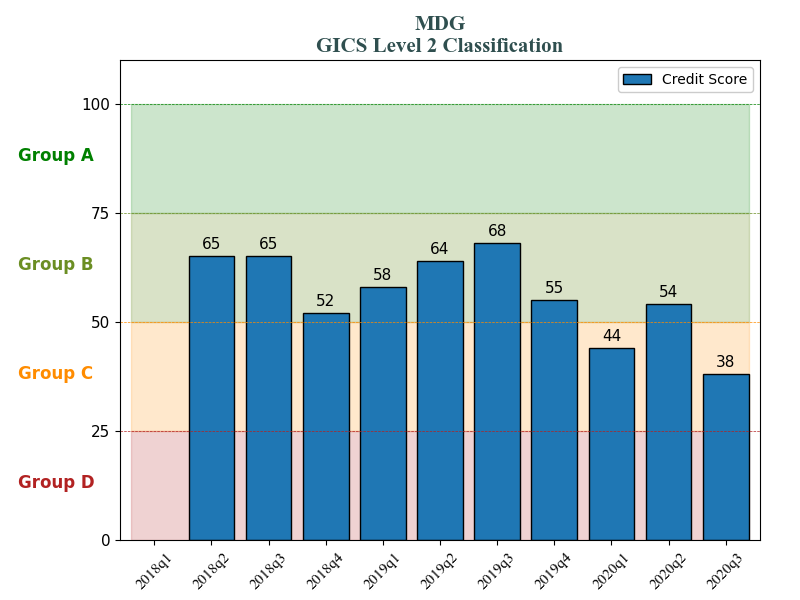 MDG
GICS Level 2 Classification
Credit Score
100
Group A
75
Group B
50
Group C
25
Group D
0
65
65
52
58
64
68
55
44
54
38
2018q1
2018q2
2018q3
2018q4
2019q1
2019q2
2019q3
2019q4
2020q1
2020q2
2020q3